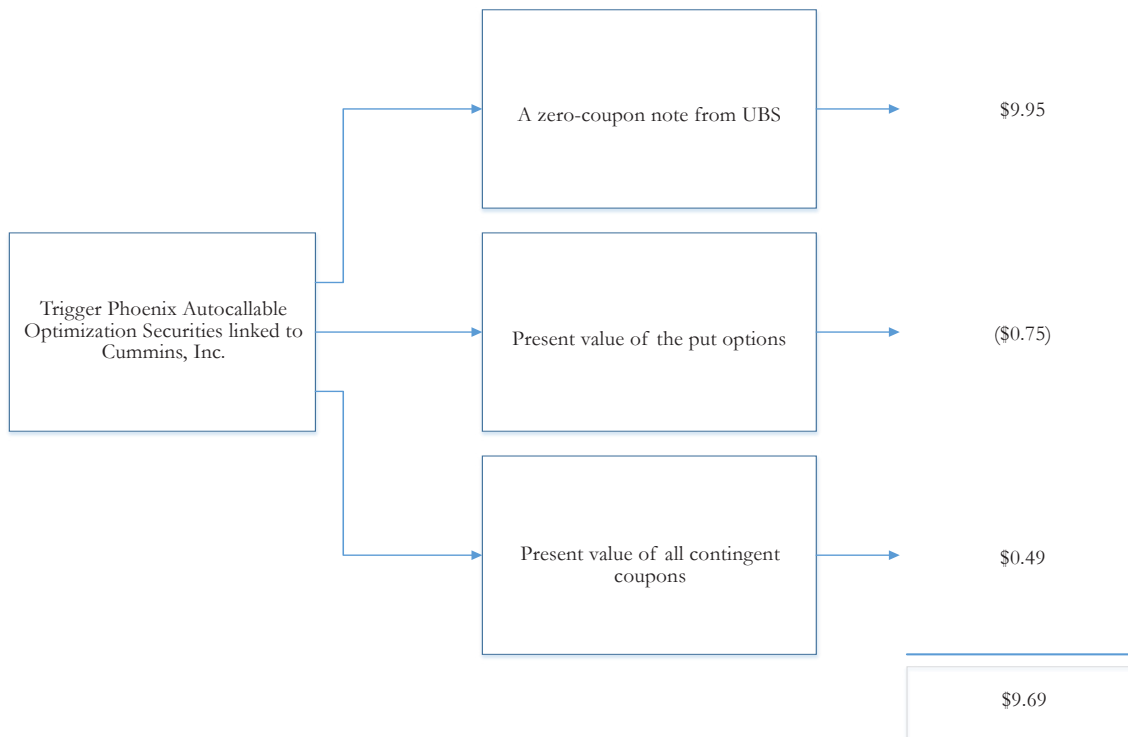 A zero-coupon note from UBS
$9.95
Trigger Phoenix Autocallable
Optimization Securities linked to
Cummins, Inc.
Present value of the put options
($0.75)
Present value of all contingent
coupons
$0.49
$9.69